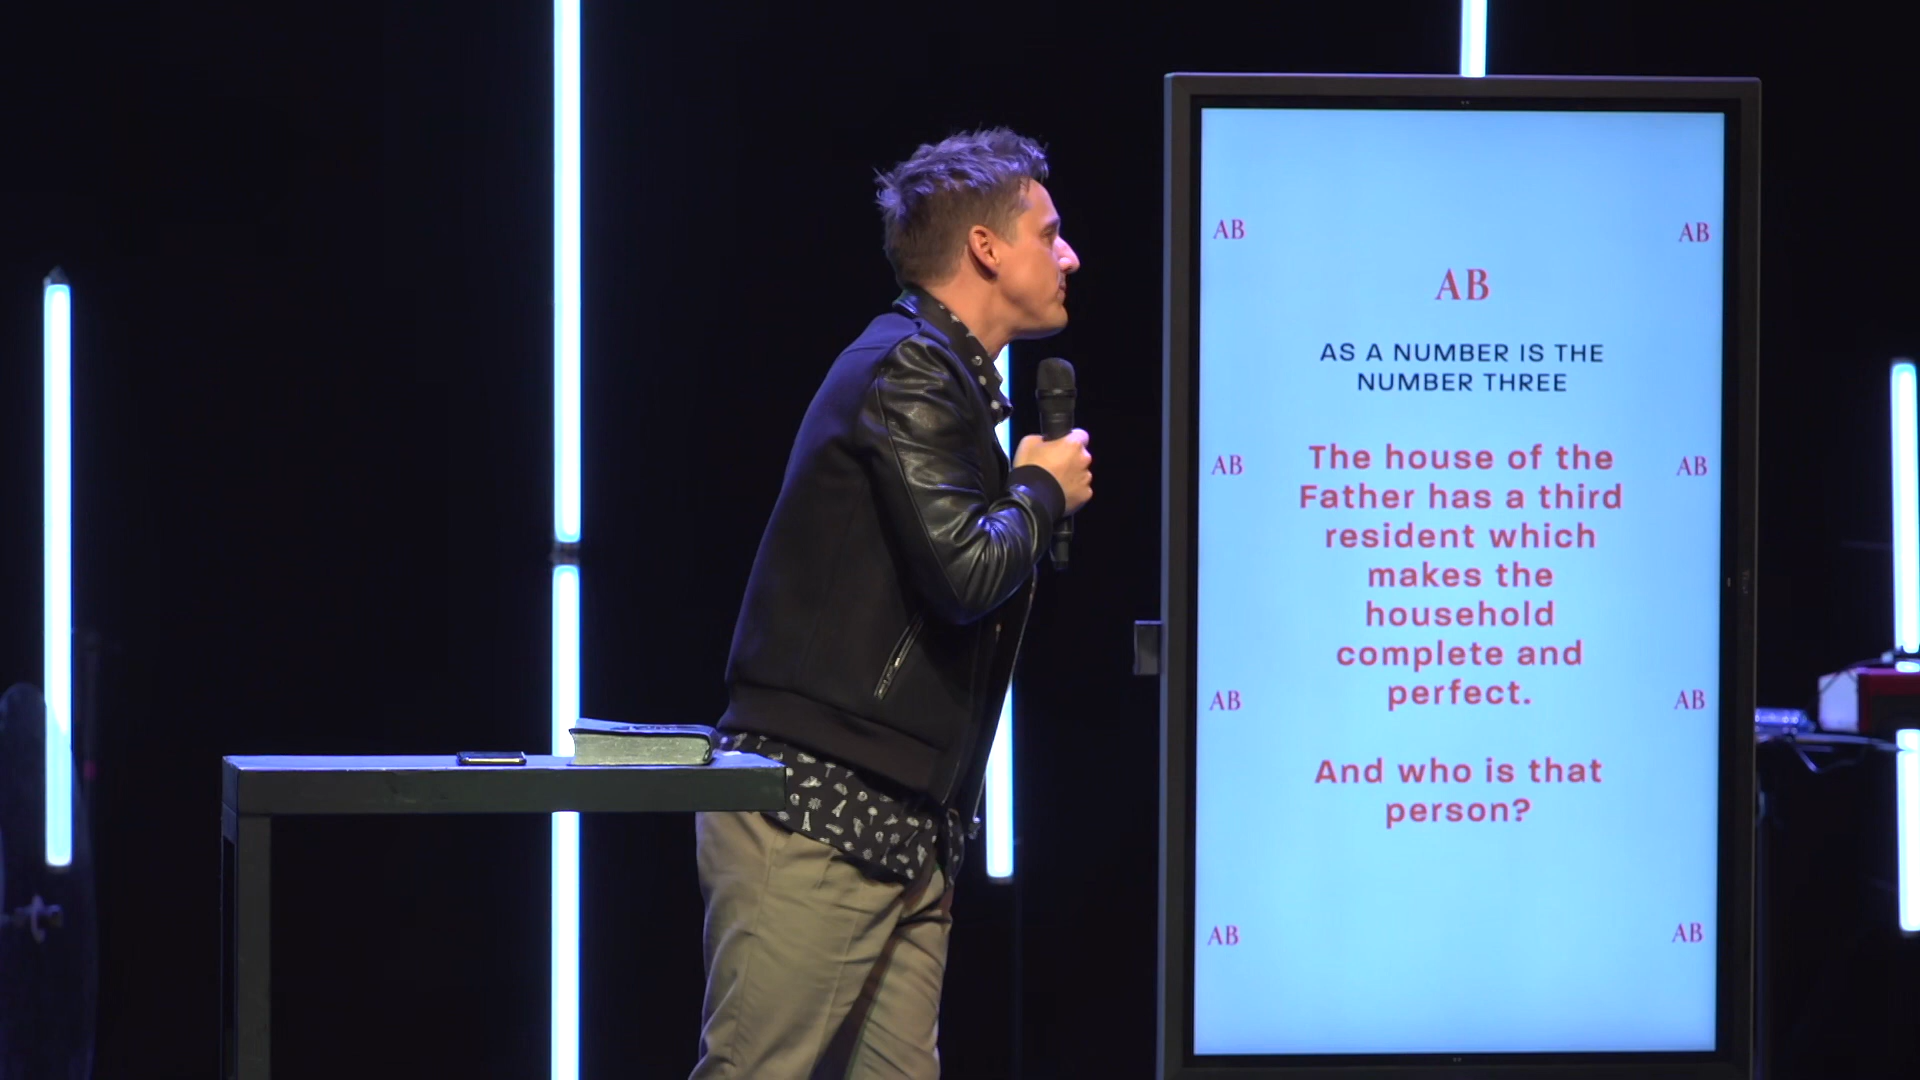 AB AB
AB
AS A NUMBER IS THE
NUMBER THREE
AB AB
The house of the
Father has a third
resident which
makes the
household
complete and
perfect.
AB AB
And who is that
person?
AB AB